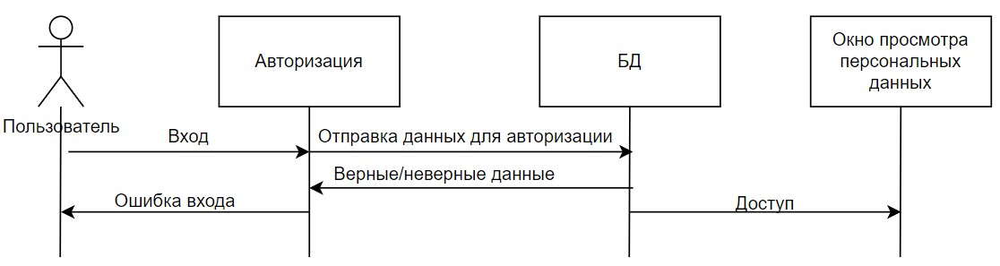 Авторизация
БД
Окно просмотра
персональных
данных
Пользователь
Вход
Отправка данных для авторизации
Верные/неверные данные
Ошибка входа
Доступ